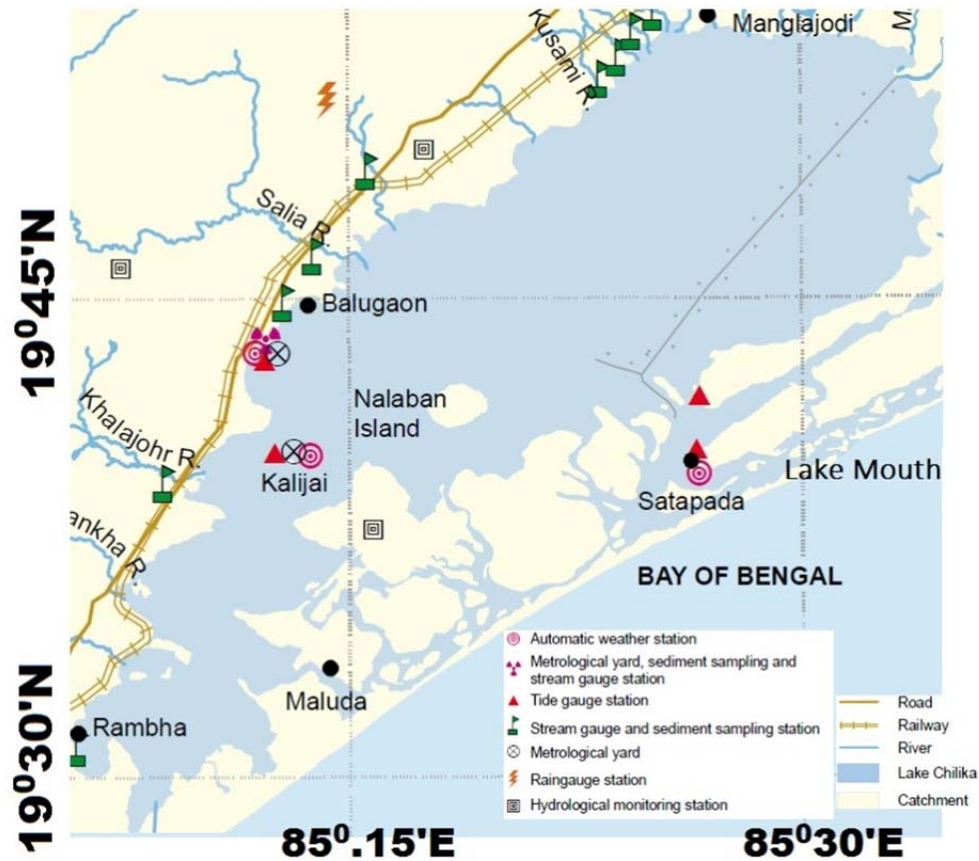 Manglajodi
M.
Kusami R.
Salia R.
19⁰45'N
Balugaon
Nalaban
Island
Khalajohr R.
Kalijai
Lake Mouth
Satapada
ankha R.
BAY OF BENGAL
Automatic weather station
Metrological yard, sediment sampling and
stream gauge station
Tide gauge station
Stream gauge and sediment sampling station
Metrological yard
Raingauge station
Hydrological monitoring station
Road
Railway
River
Lake Chilika
Catchment
Maluda
19⁰30'N
Rambha
85⁰.15'E
85⁰30'E